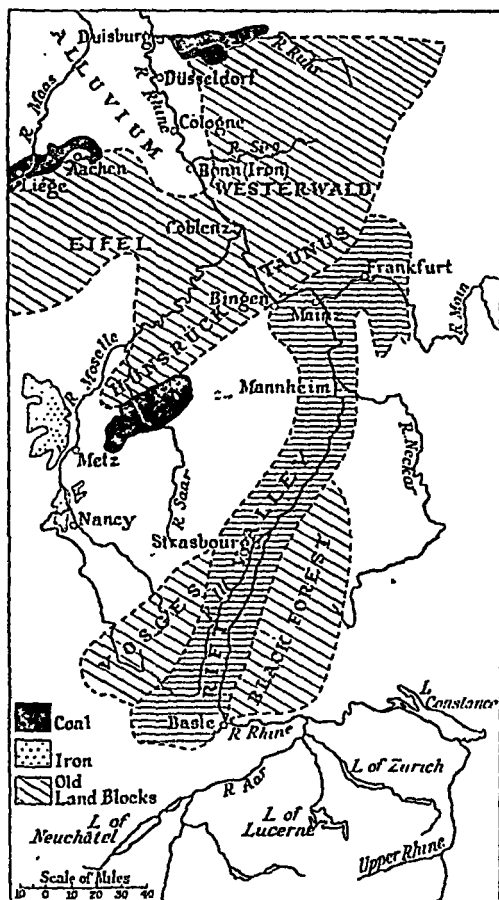 Duisburg
R Ruhr
ALLUVIUM
R Maas
R Rhine
Düsseldorf
Cologne
R Sieg
Aachen
Liége
Bonn
(Iron)
WESTERWALD
Coblenz
EIFEL
TAUNUS
Frankfurt
Bingen
Mainz
R Main
HUNSRÜCK
R Moselle
Mannheim
R Neckar
Metz
R Saar
Nancy
Strasbourg
VALLEY
VOSGES
BLACK FOREST
Basle
R Rhine
L Constance
Coal
Iron
Old
Land Blocks
L of Zurich
R Aar
L of Neuchâtel
L of Lucerne
Upper Rhine
Scale of Miles
10 0 10 20 30 40